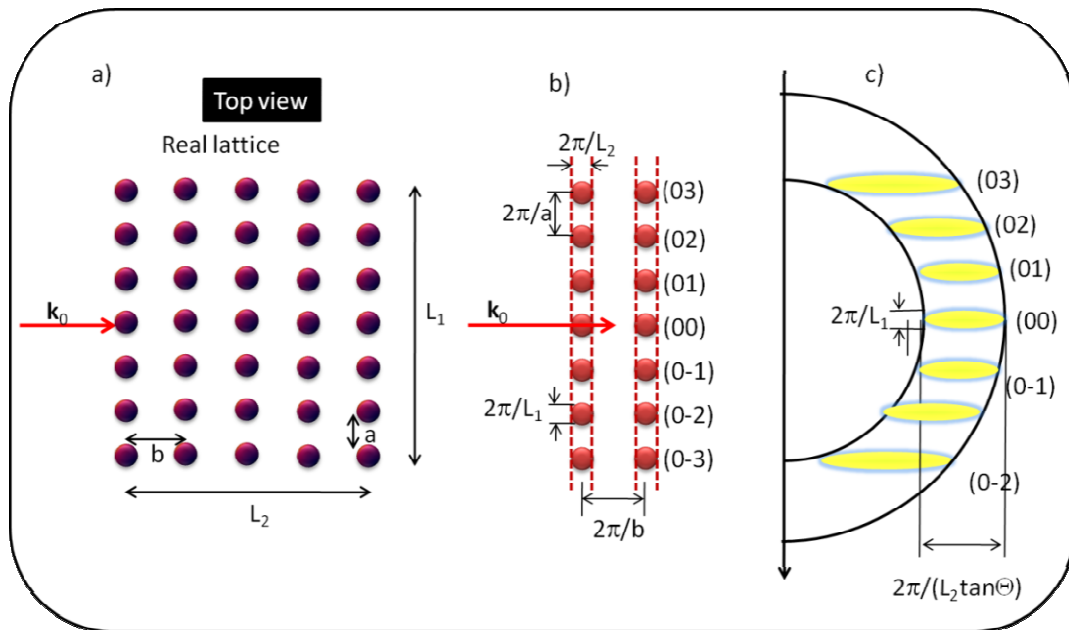 a)
Top view
Real lattice
k₀
L₁
a
b
L₂
b)
2π/L₂
2π/a
(03)
(02)
(01)
k₀
(00)
(0-1)
2π/L₁
(0-2)
(0-3)
2π/b
c)
(03)
(02)
(01)
2π/L₁
(00)
(0-1)
(0-2)
2π/(L₂tanΘ)